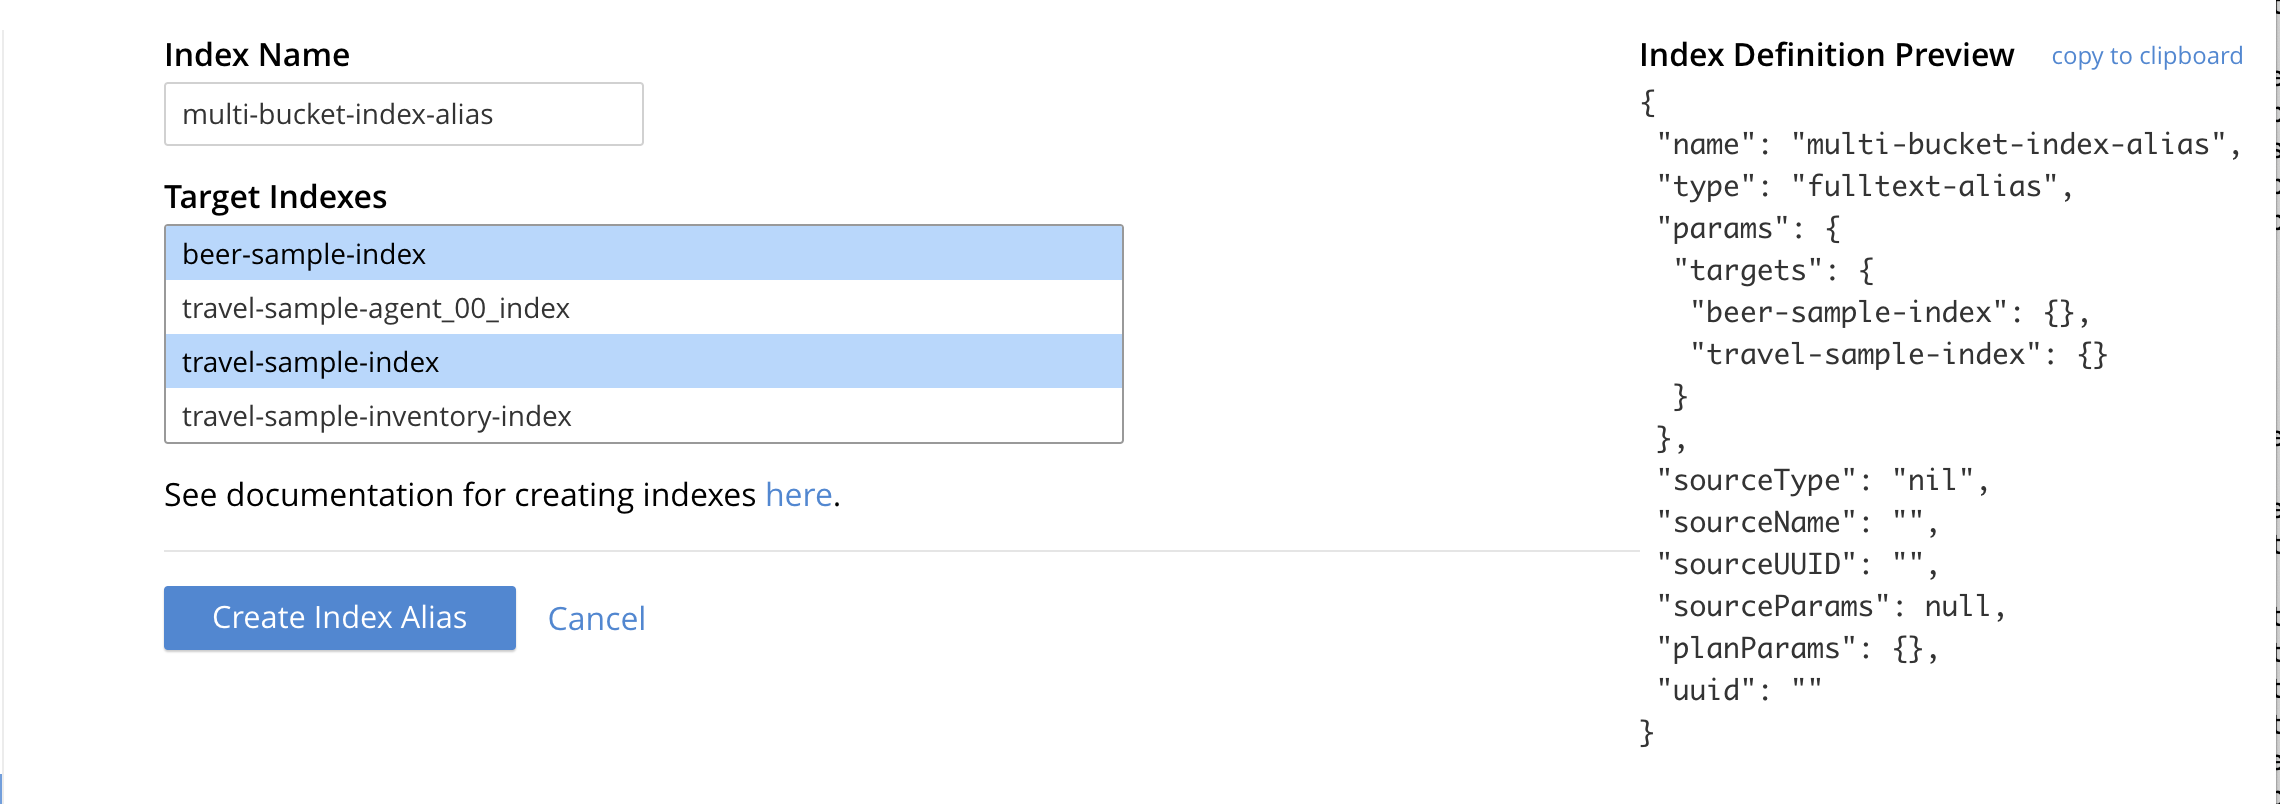 Index Name
multi-bucket-index-alias
Target Indexes
beer-sample-index
travel-sample-agent_00_index
travel-sample-index
travel-sample-inventory-index
See documentation for creating indexes here.
Create Index Alias Cancel
Index Definition Preview copy to clipboard
{
 "name": "multi-bucket-index-alias",
 "type": "fulltext-alias",
 "params": {
  "targets": {
   "beer-sample-index": {},
   "travel-sample-index": {}
  }
 },
 "sourceType": "nil",
 "sourceName": "",
 "sourceUUID": "",
 "sourceParams": null,
 "planParams": {},
 "uuid": ""
}